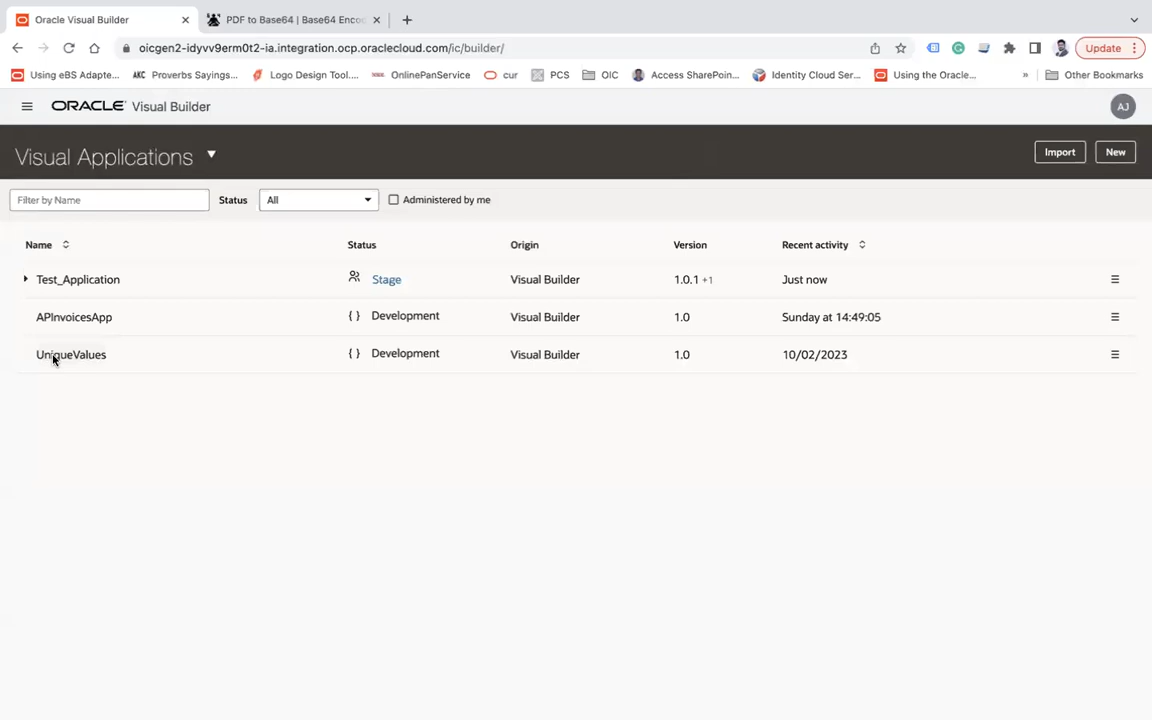 Oracle Visual Builder
PDF to Base64 | Base64 Enco
oicgen2-idyvv9erm0t2-ia.integration.ocp.oraclecloud.com/ic/builder/
Update
Using eBS Adapte...
AKC Proverbs Sayings...
Logo Design Tool....
OnlinePanService
cur
PCS
OIC
Access SharePoin...
Identity Cloud Ser...
Using the Oracle...
» Other Bookmarks
ORACLE Visual Builder
AJ
Visual Applications
Import
New
Filter by Name
Status
All
Administered by me
Name Status Origin Version Recent activity
Test_Application Stage Visual Builder 1.0.1 +1 Just now
APInvoicesApp { } Development Visual Builder 1.0 Sunday at 14:49:05
UniqueValues { } Development Visual Builder 1.0 10/02/2023